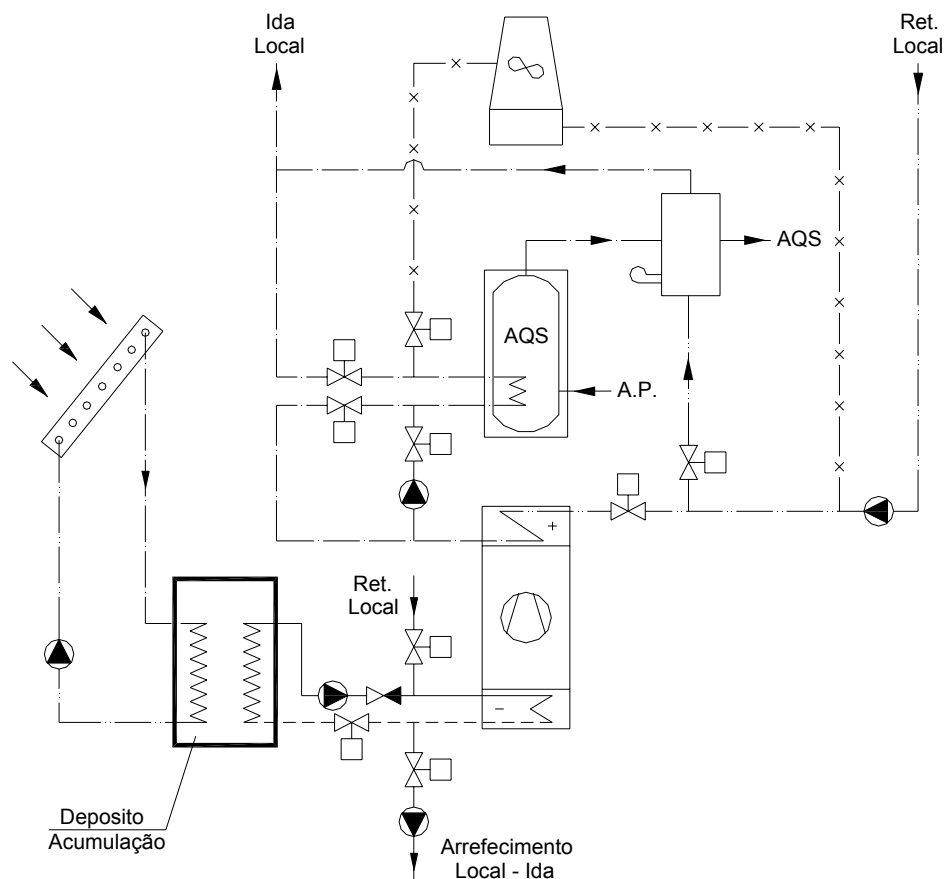 Ida
Local
Ret.
Local
AQS
AQS
A.P.
+
Ret.
Local
-
Deposito
Acumulação
Arrefecimento
Local - Ida